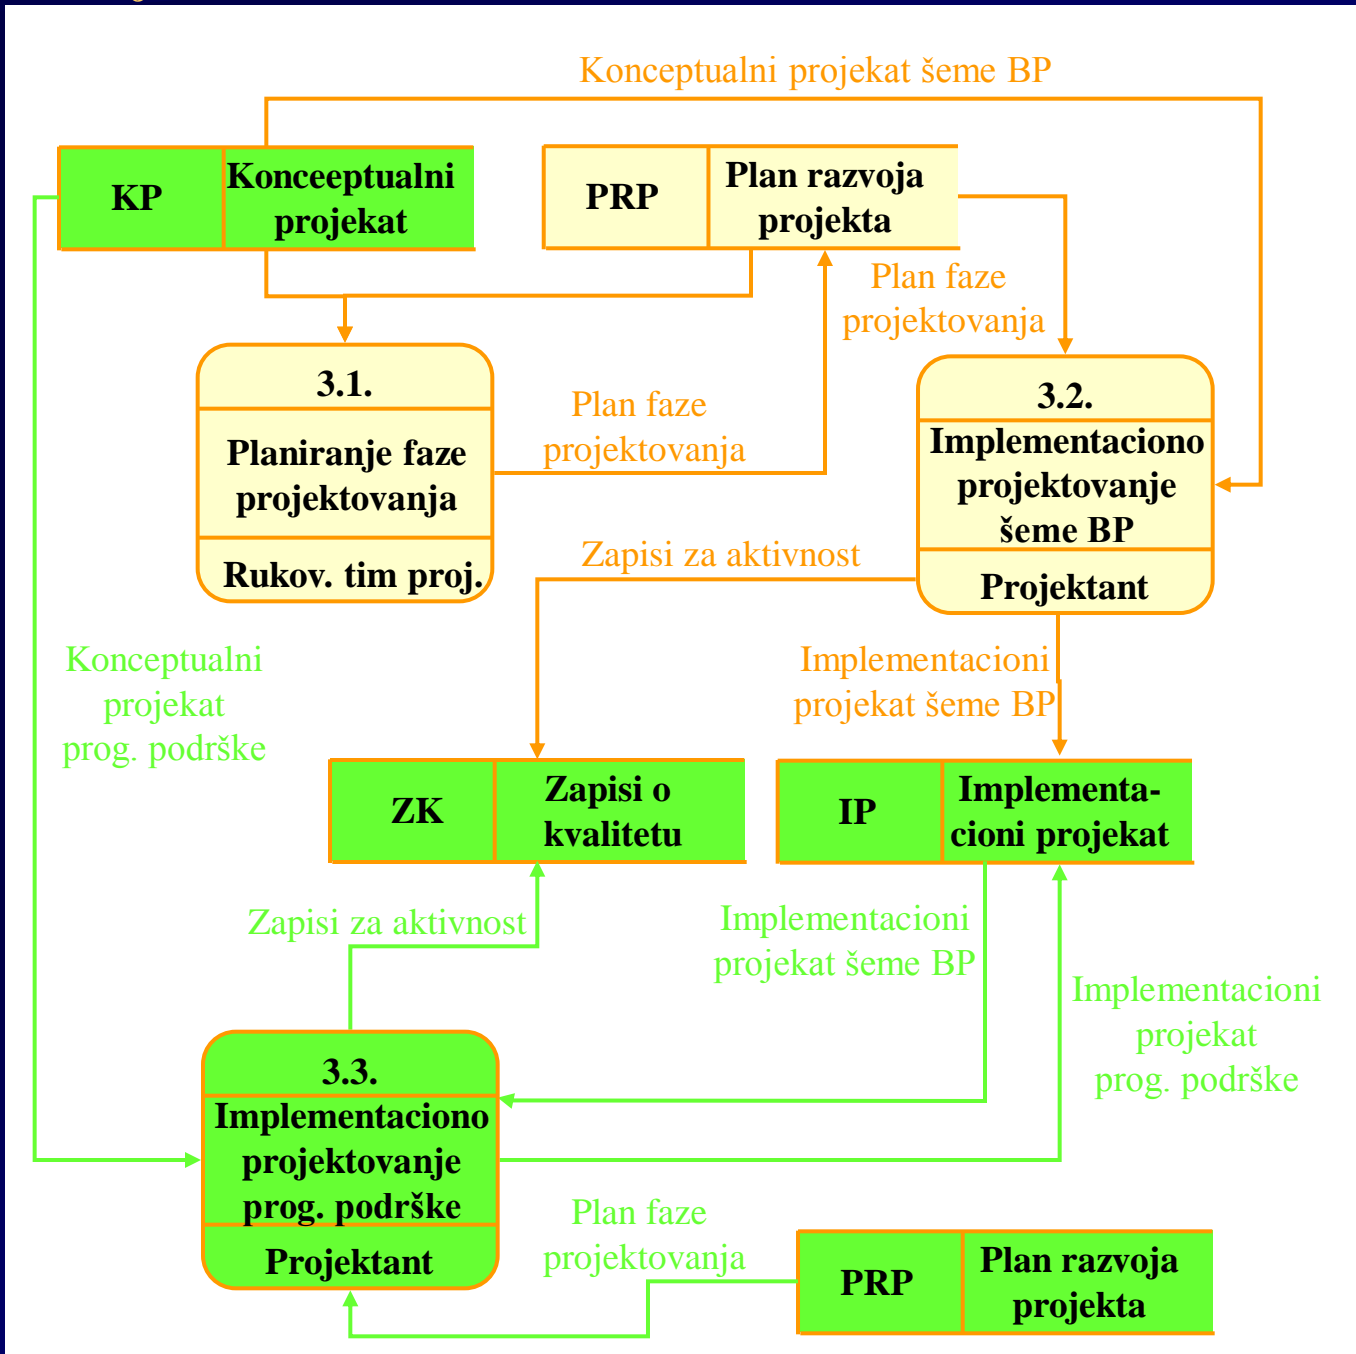 Konceptualni projekat šeme BP
KP
Konceeptualni
projekat
PRP
Plan razvoja
projekta
Plan faze
projektovanja
3.1.
Planiranje faze
projektovanja
Rukov. tim proj.
Plan faze
projektovanja
3.2.
Implementaciono
projektovanje
šeme BP
Projektant
Zapisi za aktivnost
Konceptualni
projekat
prog. podrške
Implementacioni
projekat šeme BP
ZK
Zapisi o
kvalitetu
IP
Implementa-
cioni projekat
Zapisi za aktivnost
Implementacioni
projekat šeme BP
Implementacioni
projekat
prog. podrške
3.3.
Implementaciono
projektovanje
prog. podrške
Projektant
Plan faze
projektovanja
PRP
Plan razvoja
projekta